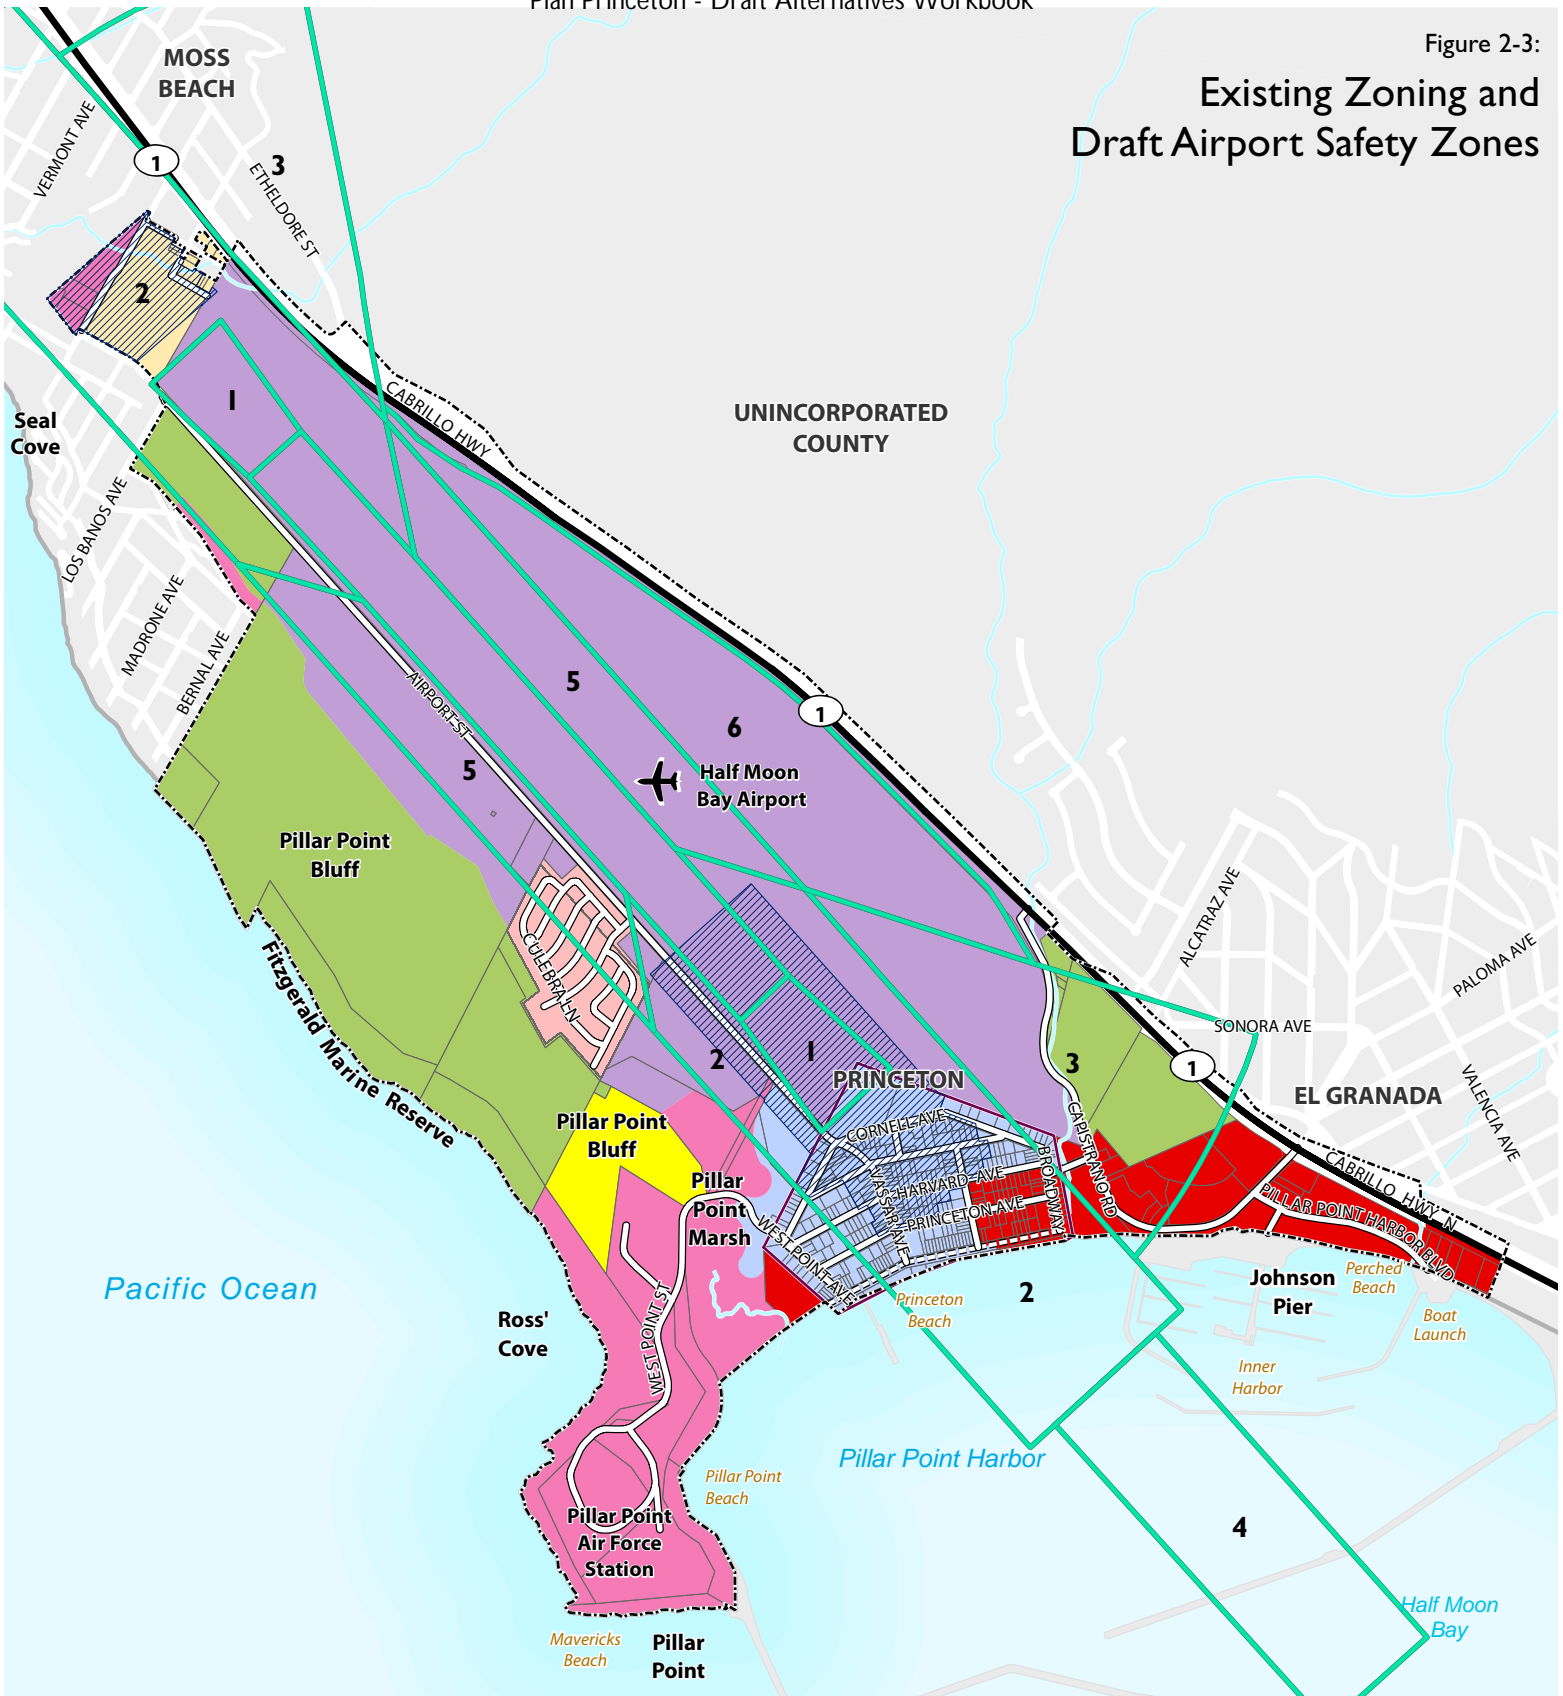 Plan Princeton - Draft Alternatives Workbook
Figure 2-3:
Existing Zoning and
Draft Airport Safety Zones
MOSS
BEACH
VERMONT AVE
1
3
ETHELDORE ST
2
1
Seal
Cove
CABRILLO HWY
UNINCORPORATED
COUNTY
LOS BANOS AVE
MADRONE AVE
BERNAL AVE
AIRPORT ST
5
6
1
5
Half Moon
Bay Airport
Pillar Point
Bluff
CULEBRA LN
Fitzgerald Marine Reserve
ALCATRAZ AVE
PALOMA AVE
SONORA AVE
2
1
PRINCETON
3
1
EL GRANADA
VALENCIA AVE
Pillar Point
Bluff
CORNELL AVE
CAPISTRANO RD
CABRILLO HWY N
Pillar
Point
Marsh
HARVARD AVE
BROADWAY
VASSAR AVE
PRINCETON AVE
PILLAR POINT HARBOR BLVD
WEST POINT AVE
Pacific Ocean
Princeton
Beach
2
Johnson
Pier
Perched
Beach
Boat
Launch
Ross'
Cove
WEST POINT ST
Inner
Harbor
Pillar Point Harbor
Pillar Point
Beach
Pillar Point
Air Force
Station
4
Half Moon
Bay
Mavericks
Beach
Pillar
Point